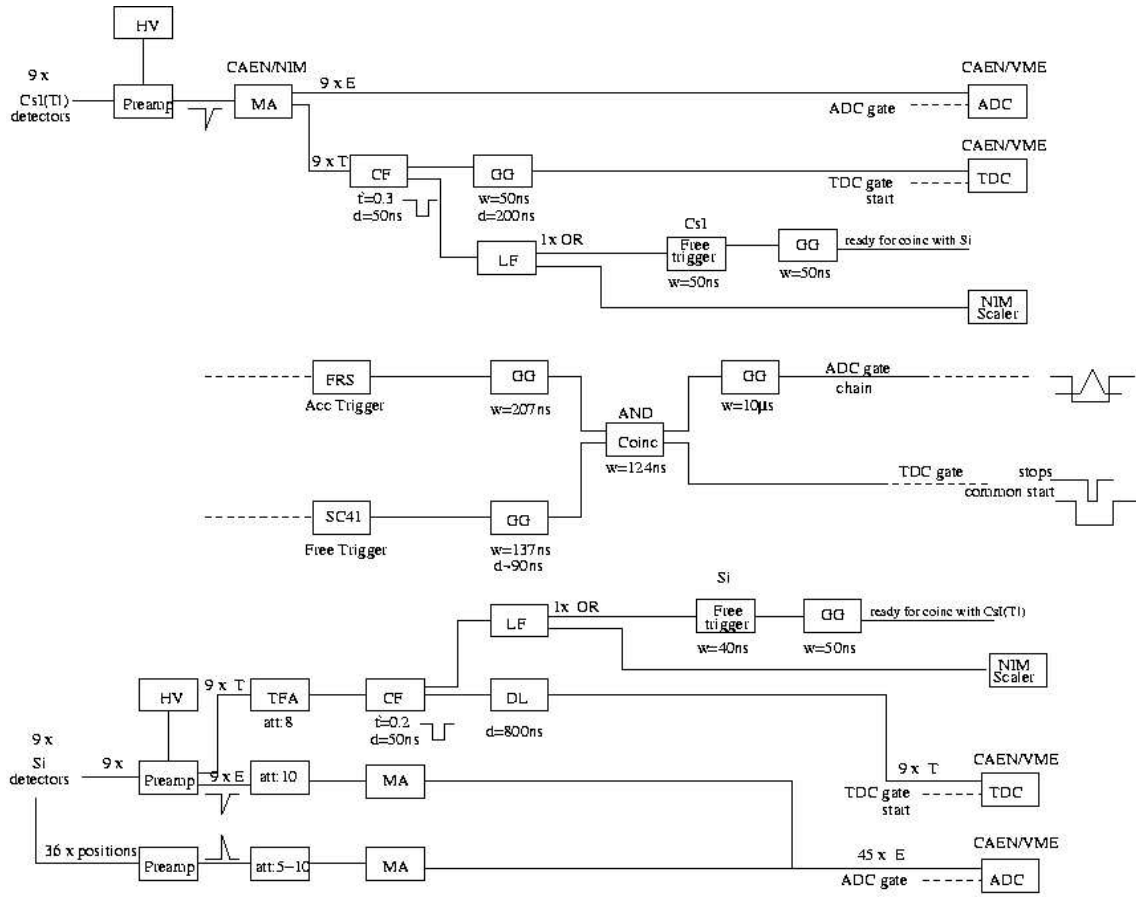 HV
9 x
CsI(Tl)
detectors
Preamp
CAEN/NIM
MA
9 x E
CAEN/VME
ADC gate
ADC
9 x T
CF
t=0.3
d=50ns
GG
w=50ns
d=200ns
CAEN/VME
TDC gate
start
TDC
LF
1x OR
CsI
Free
trigger
w=50ns
GG
w=50ns
ready for coinc with Si
NIM
Scaler
FRS
Acc Trigger
GG
w=207ns
AND
Coinc
w=124ns
GG
w=10µs
ADC gate
chain
TDC gate
stops
common start
SC41
Free Trigger
GG
w=137ns
d~90ns
LF
1x OR
Si
Free
trigger
w=40ns
GG
w=50ns
ready for coinc with CsI(Tl)
NIM
Scaler
HV
9 x T
TFA
att:8
CF
t=0.2
d=50ns
DL
d=800ns
9 x
Si
detectors
9 x
Preamp
9 x E
att:10
MA
9 x T
CAEN/VME
TDC gate
start
TDC
36 x positions
Preamp
att:5-10
MA
45 x E
CAEN/VME
ADC gate
ADC